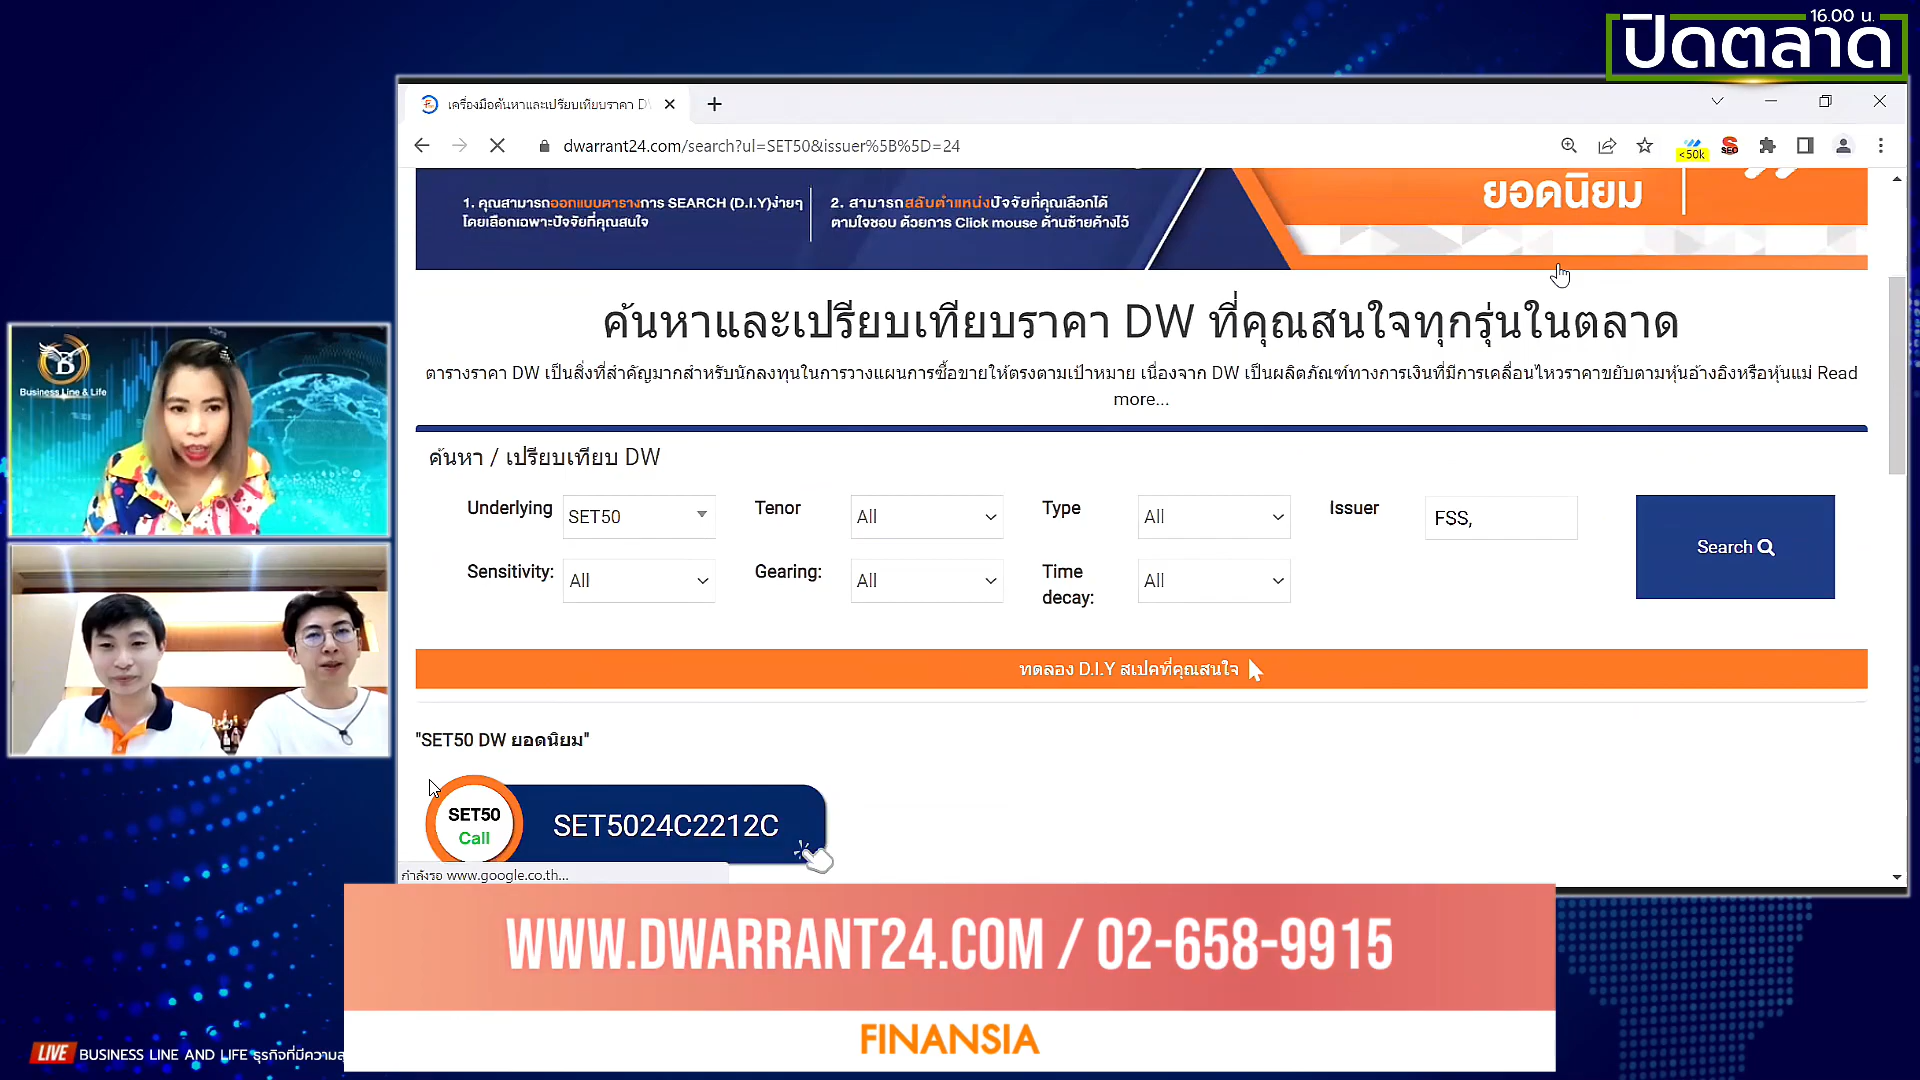 16.00 น.
ปิดตลาด
เครื่องมือค้นหาและเปรียบเทียบราคา D
dwarrant24.com/search?ul=SET50&issuer%5B%5D=24
<50k
SEO
1. คุณสามารถออกแบบตารางการ SEARCH (D.I.Y)ง่ายๆ
โดยเลือกเฉพาะปัจจัยที่คุณสนใจ
2. สามารถสลับตำแหน่งปัจจัยที่คุณเลือกได้
ตามใจชอบ ด้วยการ Click mouse ด้านซ้ายค้างไว้
ยอดนิยม
ค้นหาและเปรียบเทียบราคา DW ที่คุณสนใจทุกรุ่นในตลาด
ตารางราคา DW เป็นสิ่งที่สำคัญมากสำหรับนักลงทุนในการวางแผนการซื้อขายให้ตรงตามเป้าหมาย เนื่องจาก DW เป็นผลิตภัณฑ์ทางการเงินที่มีการเคลื่อนไหวราคาขยับตามหุ้นอ้างอิงหรือหุ้นแม่ Read
more...
ค้นหา / เปรียบเทียบ DW
Underlying SET50 Tenor All Type All Issuer FSS,
Search
Sensitivity: All Gearing: All Time decay: All
ทดลอง D.I.Y สเปคที่คุณสนใจ
"SET50 DW ยอดนิยม"
SET50
Call
SET5024C2212C
กำลังรอ www.google.co.th...
B
Business Line & Life
WWW.DWARRANT24.COM / 02-658-9915
FINANSIA
LIVE BUSINESS LINE AND LIFE ธุรกิจที่มีความสุ